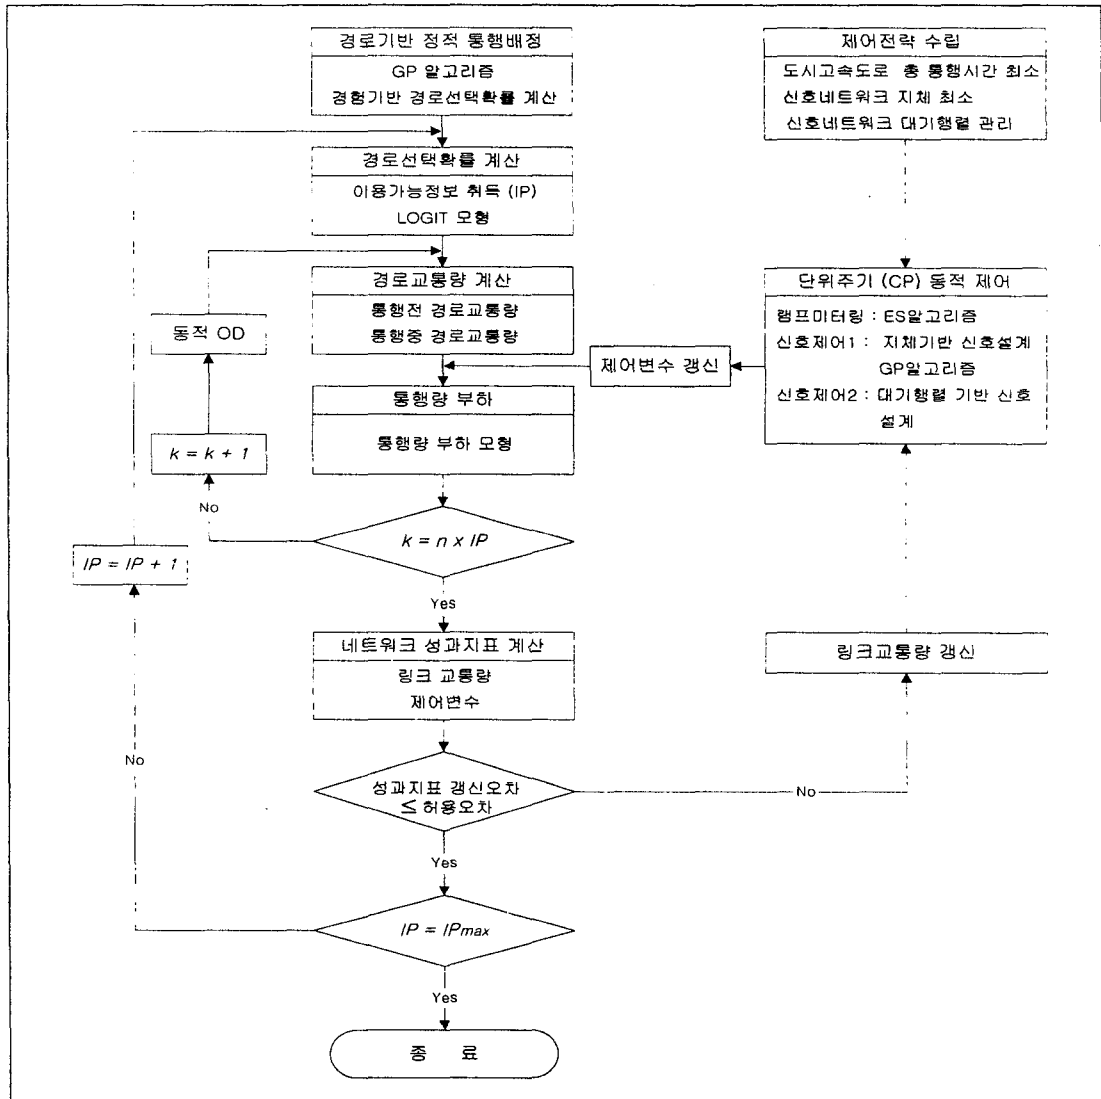 경로기반 정적 통행배정
GP 알고리즘
경험기반 경로선택확률 계산
제어전략 수립
도시고속도로 총 통행시간 최소
신호네트워크 지체 최소
신호네트워크 대기행렬 관리
경로선택확률 계산
이용가능정보 취득 (IP)
LOGIT 모형
경로교통량 계산
통행전 경로교통량
통행중 경로교통량
동적 OD
제어변수 갱신
단위주기 (CP) 동적 제어
램프미터링 : ES알고리즘
신호제어1 : 지체기반 신호설계
GP알고리즘
신호제어2 : 대기행렬 기반 신호
설계
통행량 부하
통행량 부하 모형
k = k + 1
No
k = n x IP
IP = IP + 1
Yes
네트워크 성과지표 계산
링크 교통량
제어변수
링크교통량 갱신
No
성과지표 갱신오차
≤ 허용오차
No
Yes
IP = IPmax
Yes
종 료